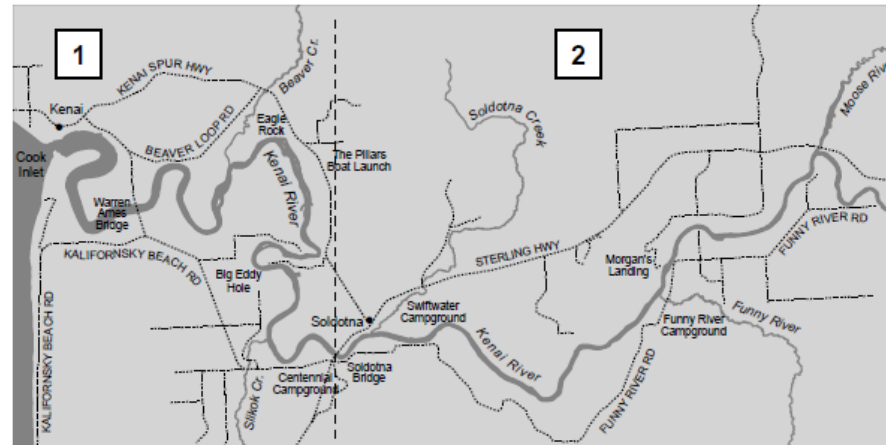 1
2
KENAI SPUR HWY
Beaver Cr.
Moose River
Kenai
Soldotna Creek
BEAVER LOOP RD
Eagle
Rock
Cook
Inlet
The Pillars
Boat Launch
Kenai River
Warren
Ames
Bridge
FUNNY RIVER RD
KALIFORNSKY BEACH RD
STERLING HWY
Morgan's
Landing
Big Eddy
Hole
Swiftwater
Campground
Soldotna
Funny River
Funny River
Campground
Kenai River
KALIFORNSKY BEACH RD
Slikok Cr.
Centennial
Campground
Soldotna
Bridge
FUNNY RIVER RD